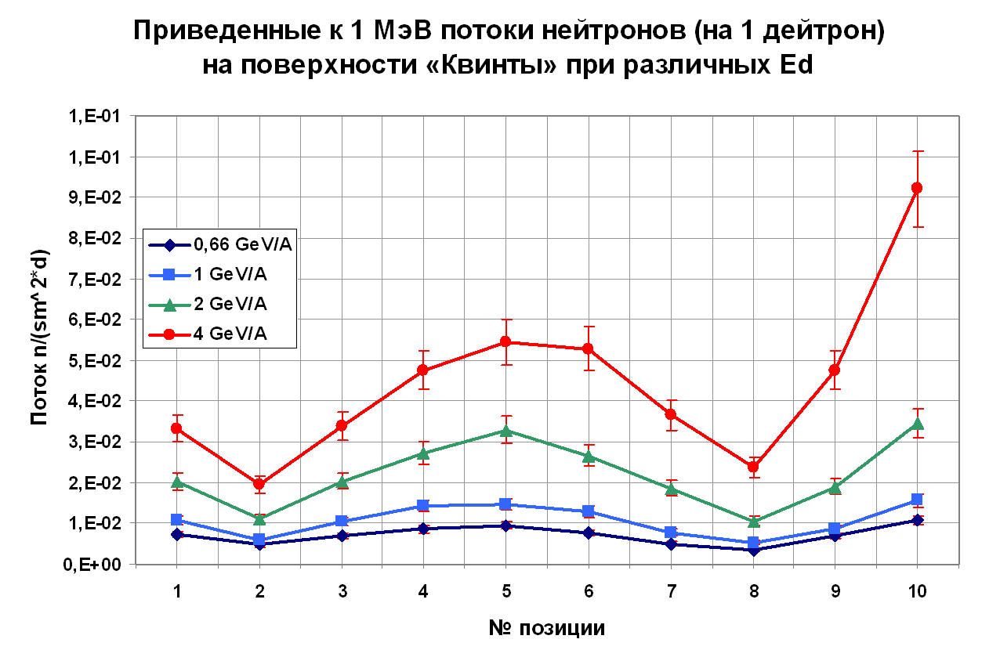 Приведенные к 1 МэВ потоки нейтронов (на 1 дейтрон)
на поверхности «Квинты» при различных Ed
1,E-01
1,E-01
9,E-02
8,E-02
7,E-02
6,E-02
5,E-02
4,E-02
3,E-02
2,E-02
1,E-02
0,E+00
Поток n/(sm^2*d)
0,66 GeV/A
1 GeV/A
2 GeV/A
4 GeV/A
1 2 3 4 5 6 7 8 9 10
№ позиции